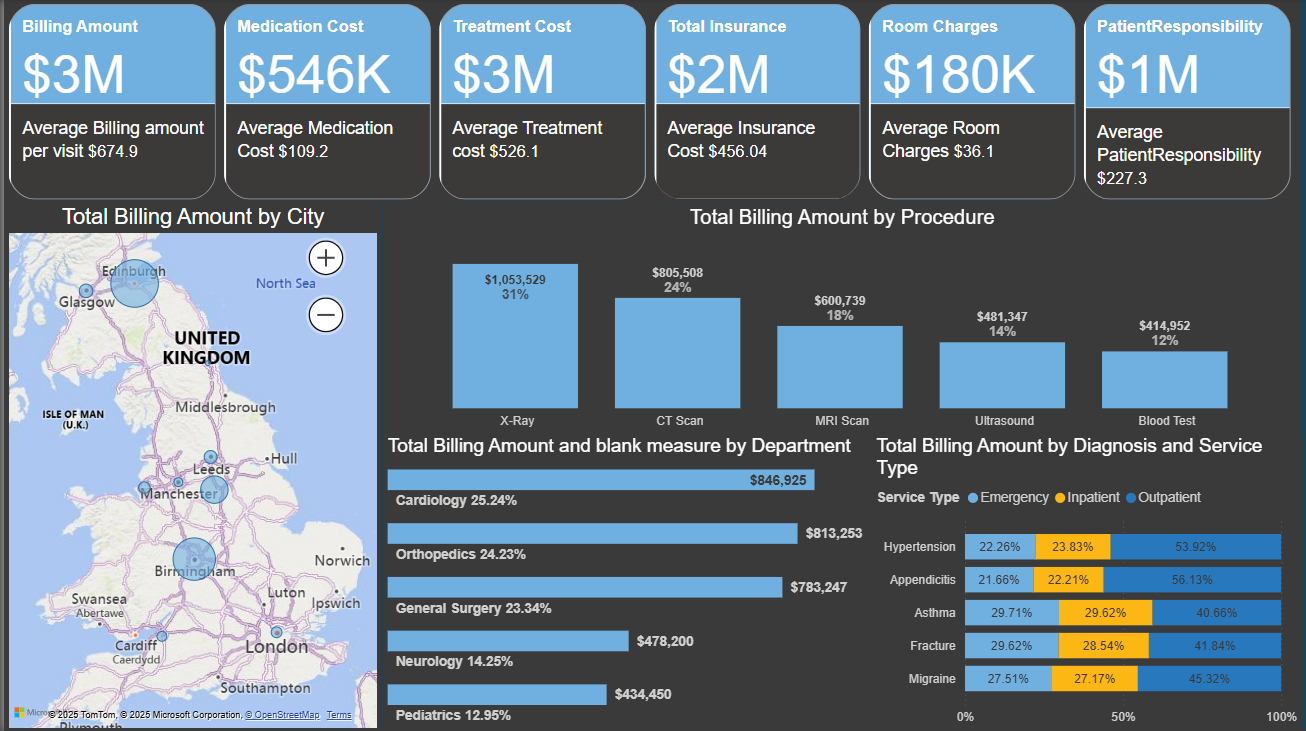 Billing Amount
$3M
Average Billing amount
per visit $674.9
Medication Cost
$546K
Average Medication
Cost $109.2
Treatment Cost
$3M
Average Treatment
cost $526.1
Total Insurance
$2M
Average Insurance
Cost $456.04
Room Charges
$180K
Average Room
Charges $36.1
PatientResponsibility
$1M
Average
PatientResponsibility
$227.3
Total Billing Amount by City
Edinburgh
Glasgow
North Sea
UNITED
KINGDOM
ISLE OF MAN
(U.K.)
Middlesbrough
Leeds
Hull
Manchester
Birmingham
Norwich
Luton
Ipswich
Swansea
Abertawe
Cardiff
Caerdydd
London
Southampton
Plymouth
© 2025 TomTom, © 2025 Microsoft Corporation, © OpenStreetMap Terms
Total Billing Amount by Procedure
$1,053,529
31%
$805,508
24%
$600,739
18%
$481,347
14%
$414,952
12%
X-Ray
CT Scan
MRI Scan
Ultrasound
Blood Test
Total Billing Amount and blank measure by Department
$846,925
Cardiology 25.24%
$813,253
Orthopedics 24.23%
$783,247
General Surgery 23.34%
$478,200
Neurology 14.25%
$434,450
Pediatrics 12.95%
Total Billing Amount by Diagnosis and Service
Type
Service Type Emergency Inpatient Outpatient
Hypertension 22.26% 23.83% 53.92%
Appendicitis 21.66% 22.21% 56.13%
Asthma 29.71% 29.62% 40.66%
Fracture 29.62% 28.54% 41.84%
Migraine 27.51% 27.17% 45.32%
0% 50% 100%